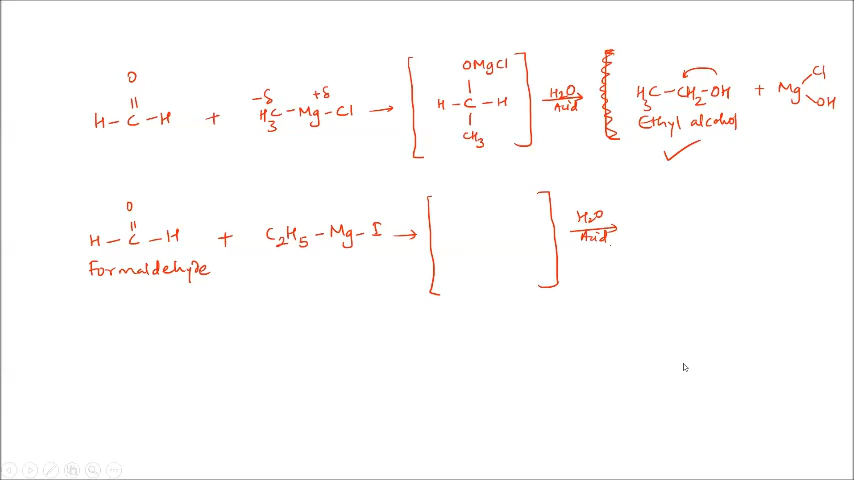 O OMgCl Cl
-δ +δ
H – C – H + H3C – Mg – Cl → [ H – C – H ] H2O Acid → H3C – CH2 – OH + Mg OH
CH3 Ethyl alcohol
O
H – C – H + C2H5 – Mg – I → [ ] H2O Acid. →
Formaldehyde